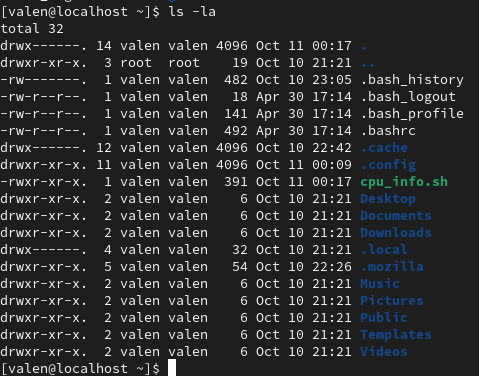 [valen@localhost ~]$ ls -la
total 32
drwx------. 14 valen valen 4096 Oct 11 00:17 .
drwxr-xr-x.  3 root  root    19 Oct 10 21:21 ..
-rw-------.  1 valen valen  482 Oct 10 23:05 .bash_history
-rw-r--r--.  1 valen valen   18 Apr 30 17:14 .bash_logout
-rw-r--r--.  1 valen valen  141 Apr 30 17:14 .bash_profile
-rw-r--r--.  1 valen valen  492 Apr 30 17:14 .bashrc
drwx------. 12 valen valen 4096 Oct 10 22:42 .cache
drwxr-xr-x. 11 valen valen 4096 Oct 11 00:09 .config
-rwxr-xr-x.  1 valen valen  391 Oct 11 00:17 cpu_info.sh
drwxr-xr-x.  2 valen valen    6 Oct 10 21:21 Desktop
drwxr-xr-x.  2 valen valen    6 Oct 10 21:21 Documents
drwxr-xr-x.  2 valen valen    6 Oct 10 21:21 Downloads
drwx------.  4 valen valen   32 Oct 10 21:21 .local
drwxr-xr-x.  5 valen valen   54 Oct 10 22:26 .mozilla
drwxr-xr-x.  2 valen valen    6 Oct 10 21:21 Music
drwxr-xr-x.  2 valen valen    6 Oct 10 21:21 Pictures
drwxr-xr-x.  2 valen valen    6 Oct 10 21:21 Public
drwxr-xr-x.  2 valen valen    6 Oct 10 21:21 Templates
drwxr-xr-x.  2 valen valen    6 Oct 10 21:21 Videos
[valen@localhost ~]$